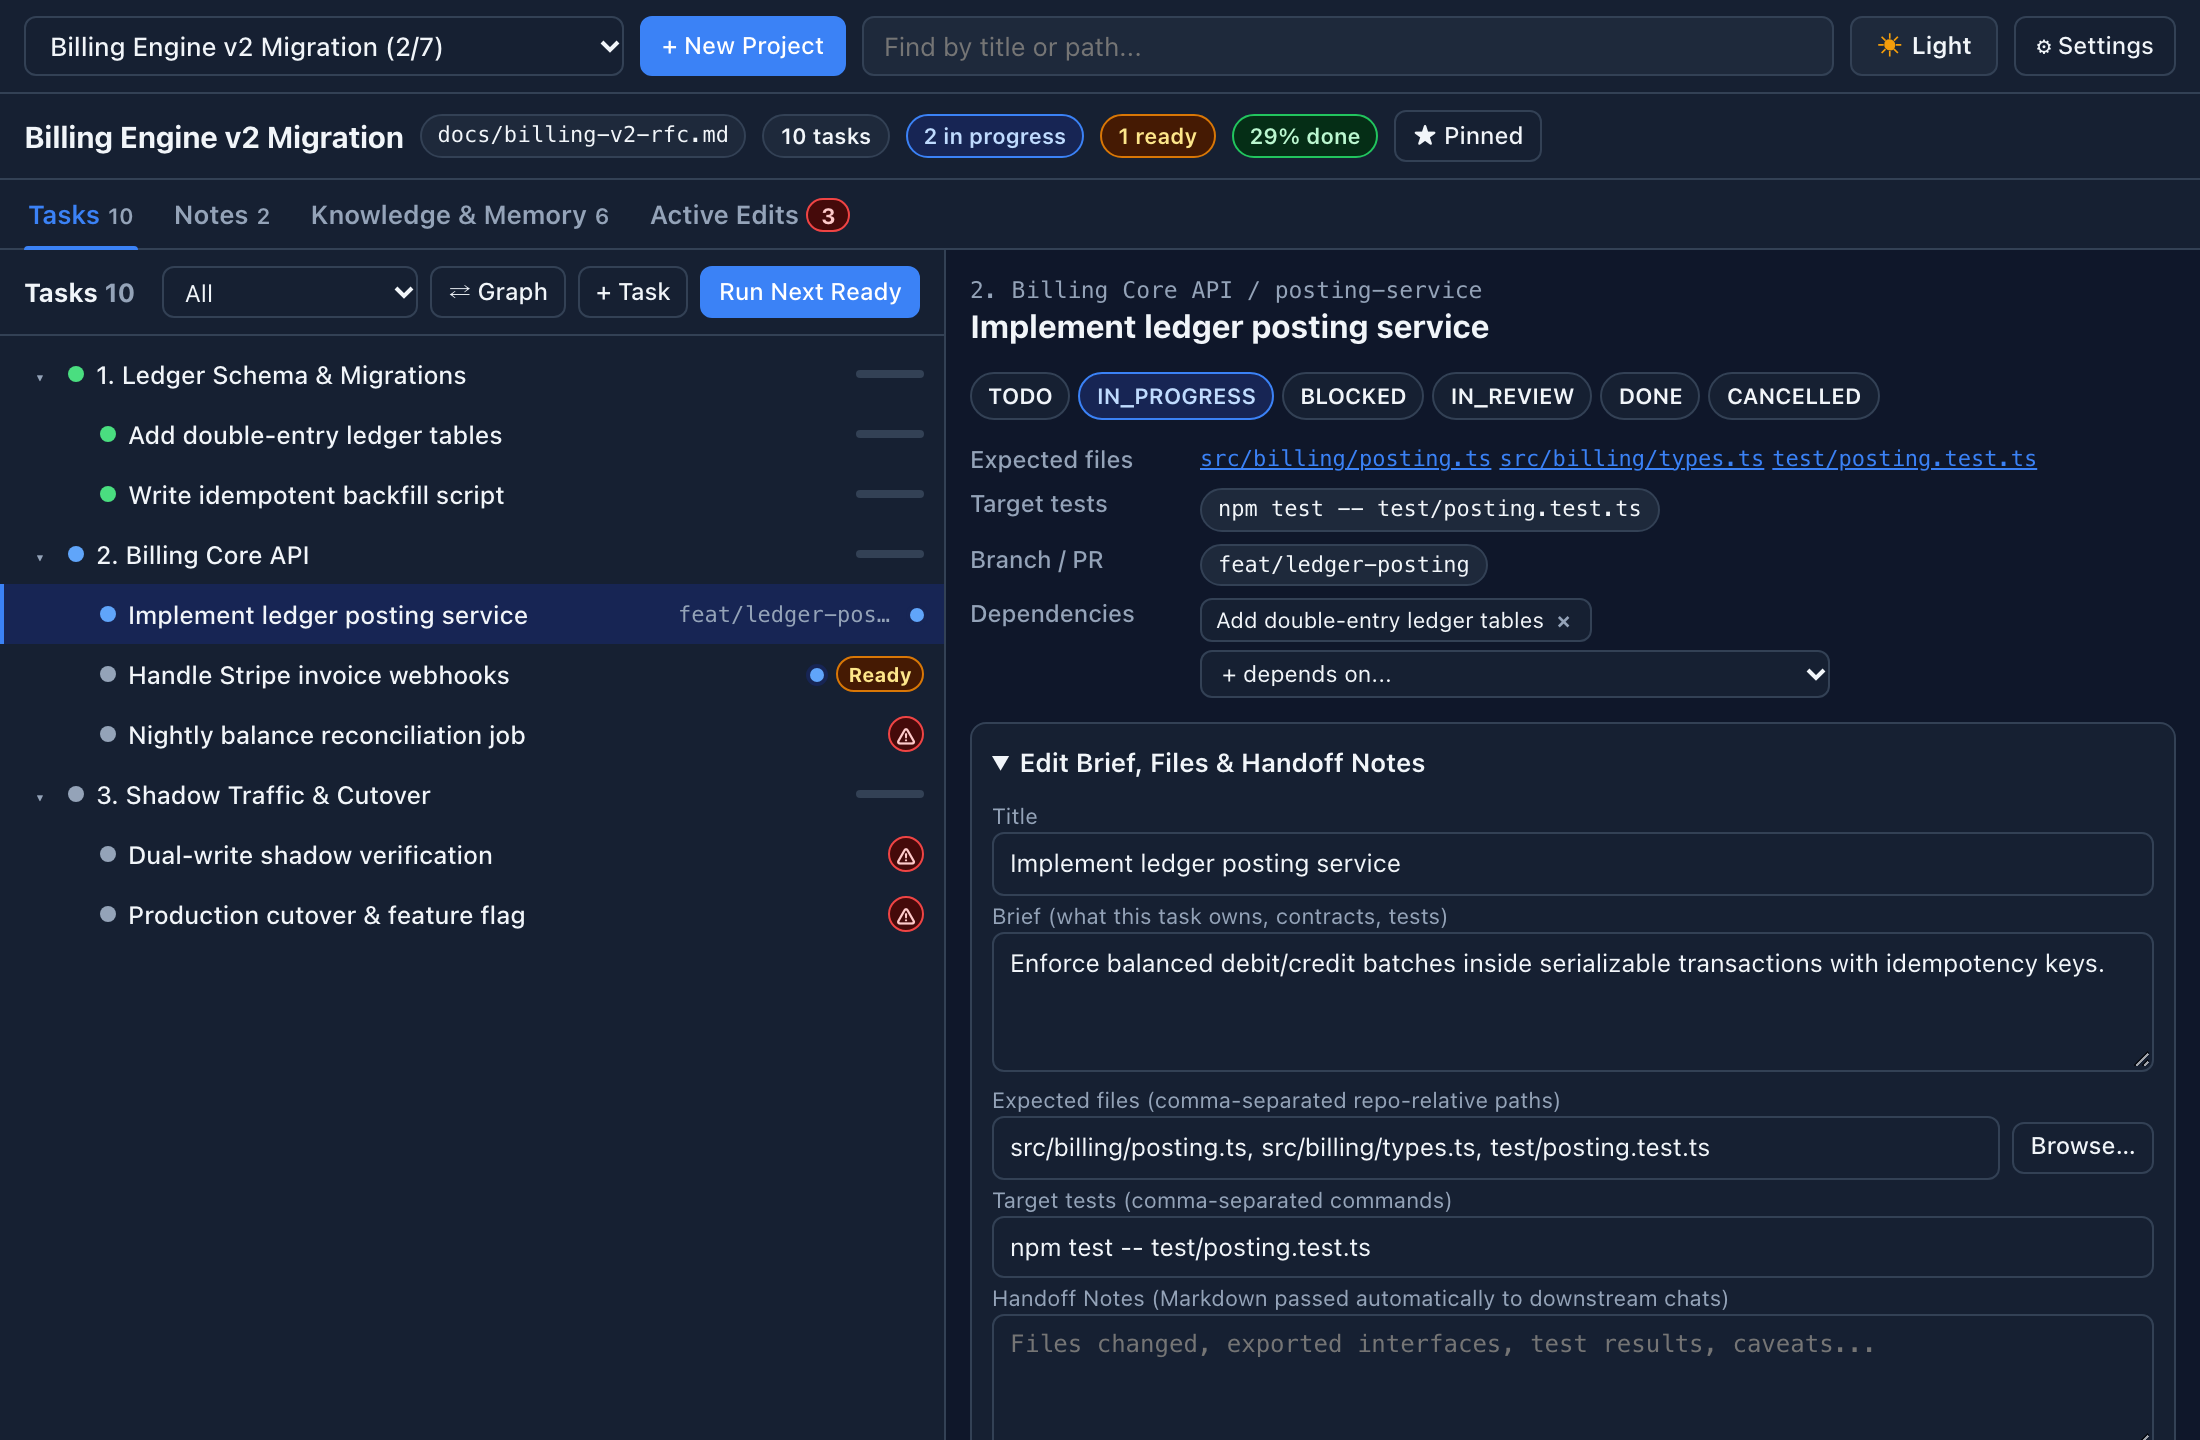 Billing Engine v2 Migration (2/7)
+ New Project
Find by title or path...
☀ Light
⚙ Settings
Billing Engine v2 Migration
docs/billing-v2-rfc.md
10 tasks
2 in progress
1 ready
29% done
★ Pinned
Tasks 10
Notes 2
Knowledge & Memory 6
Active Edits 3
Tasks 10
All
⇄ Graph
+ Task
Run Next Ready
▾ 1. Ledger Schema & Migrations
Add double-entry ledger tables
Write idempotent backfill script
▾ 2. Billing Core API
Implement ledger posting service feat/ledger-pos…
Handle Stripe invoice webhooks Ready
Nightly balance reconciliation job ⚠
▾ 3. Shadow Traffic & Cutover
Dual-write shadow verification ⚠
Production cutover & feature flag ⚠
2. Billing Core API / posting-service
Implement ledger posting service
TODO
IN_PROGRESS
BLOCKED
IN_REVIEW
DONE
CANCELLED
Expected files src/billing/posting.ts src/billing/types.ts test/posting.test.ts
Target tests npm test -- test/posting.test.ts
Branch / PR feat/ledger-posting
Dependencies Add double-entry ledger tables ×
+ depends on...
▼ Edit Brief, Files & Handoff Notes
Title
Implement ledger posting service
Brief (what this task owns, contracts, tests)
Enforce balanced debit/credit batches inside serializable transactions with idempotency keys.
Expected files (comma-separated repo-relative paths)
src/billing/posting.ts, src/billing/types.ts, test/posting.test.ts
Browse...
Target tests (comma-separated commands)
npm test -- test/posting.test.ts
Handoff Notes (Markdown passed automatically to downstream chats)
Files changed, exported interfaces, test results, caveats...